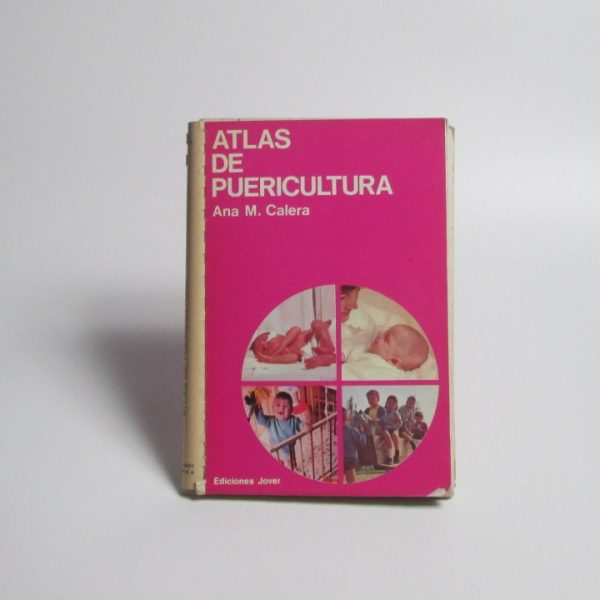 ATLAS
DE
PUERICULTURA
Ana M. Calera
Ediciones Jover